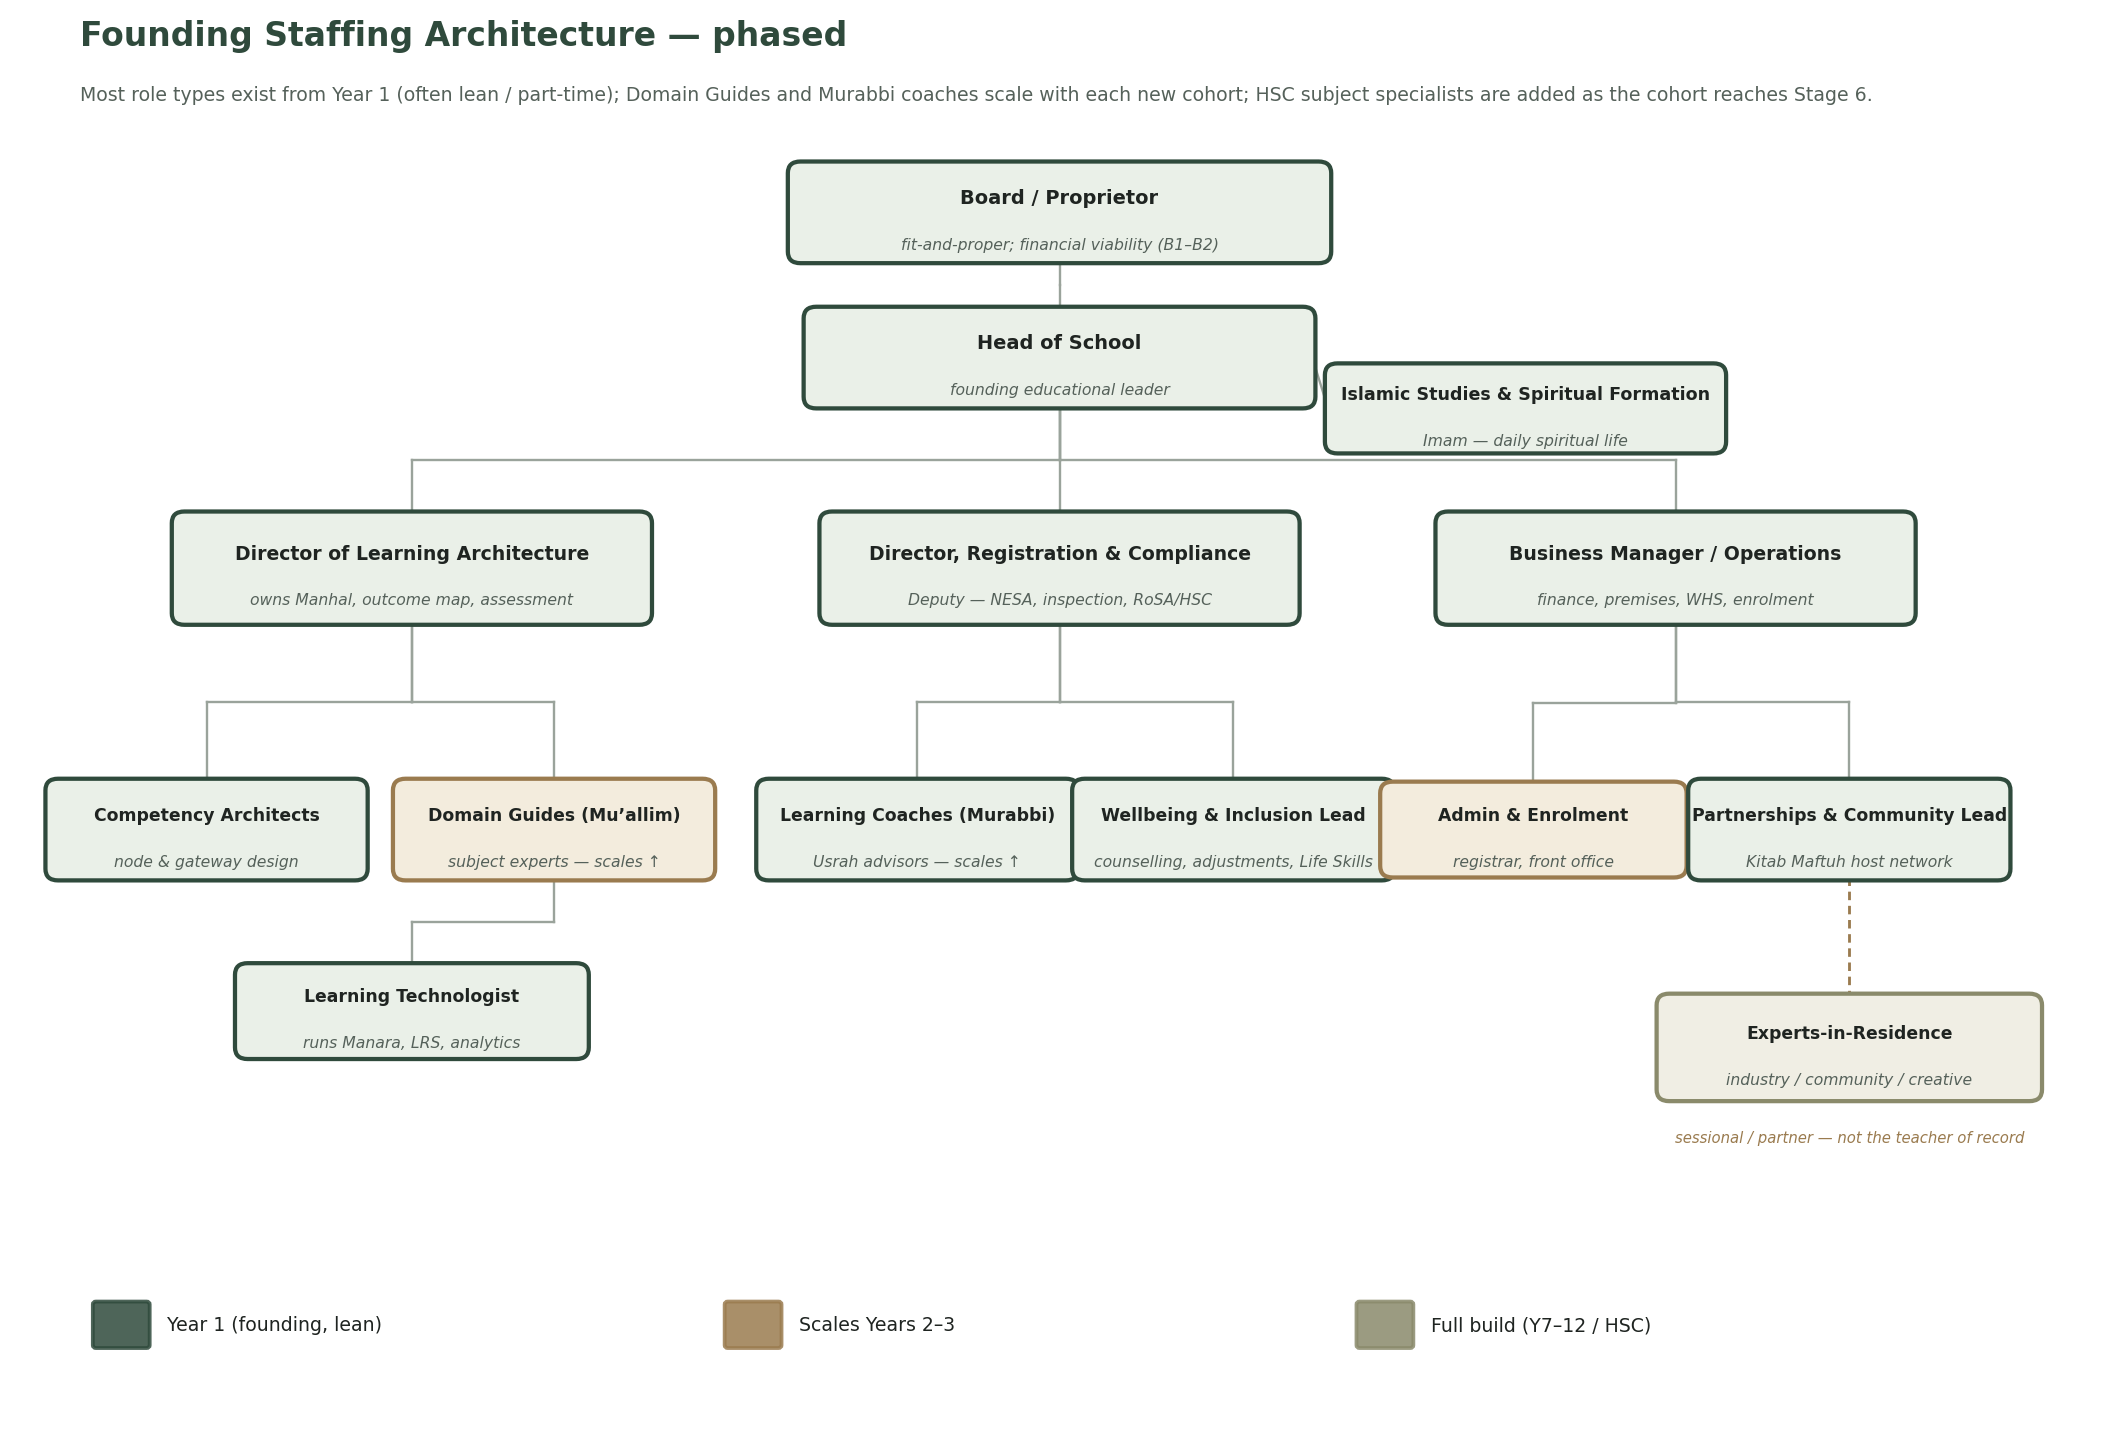 Founding Staffing Architecture — phased
Most role types exist from Year 1 (often lean / part-time); Domain Guides and Murabbi coaches scale with each new cohort; HSC subject specialists are added as the cohort reaches Stage 6.
Board / Proprietor
fit-and-proper; financial viability (B1–B2)
Head of School
founding educational leader
Islamic Studies & Spiritual Formation
Imam — daily spiritual life
Director of Learning Architecture
owns Manhal, outcome map, assessment
Director, Registration & Compliance
Deputy — NESA, inspection, RoSA/HSC
Business Manager / Operations
finance, premises, WHS, enrolment
Competency Architects
node & gateway design
Domain Guides (Mu’allim)
subject experts — scales ↑
Learning Coaches (Murabbi)
Usrah advisors — scales ↑
Wellbeing & Inclusion Lead
counselling, adjustments, Life Skills
Admin & Enrolment
registrar, front office
Partnerships & Community Lead
Kitab Maftuh host network
Learning Technologist
runs Manara, LRS, analytics
Experts-in-Residence
industry / community / creative
sessional / partner — not the teacher of record
Year 1 (founding, lean)
Scales Years 2–3
Full build (Y7–12 / HSC)